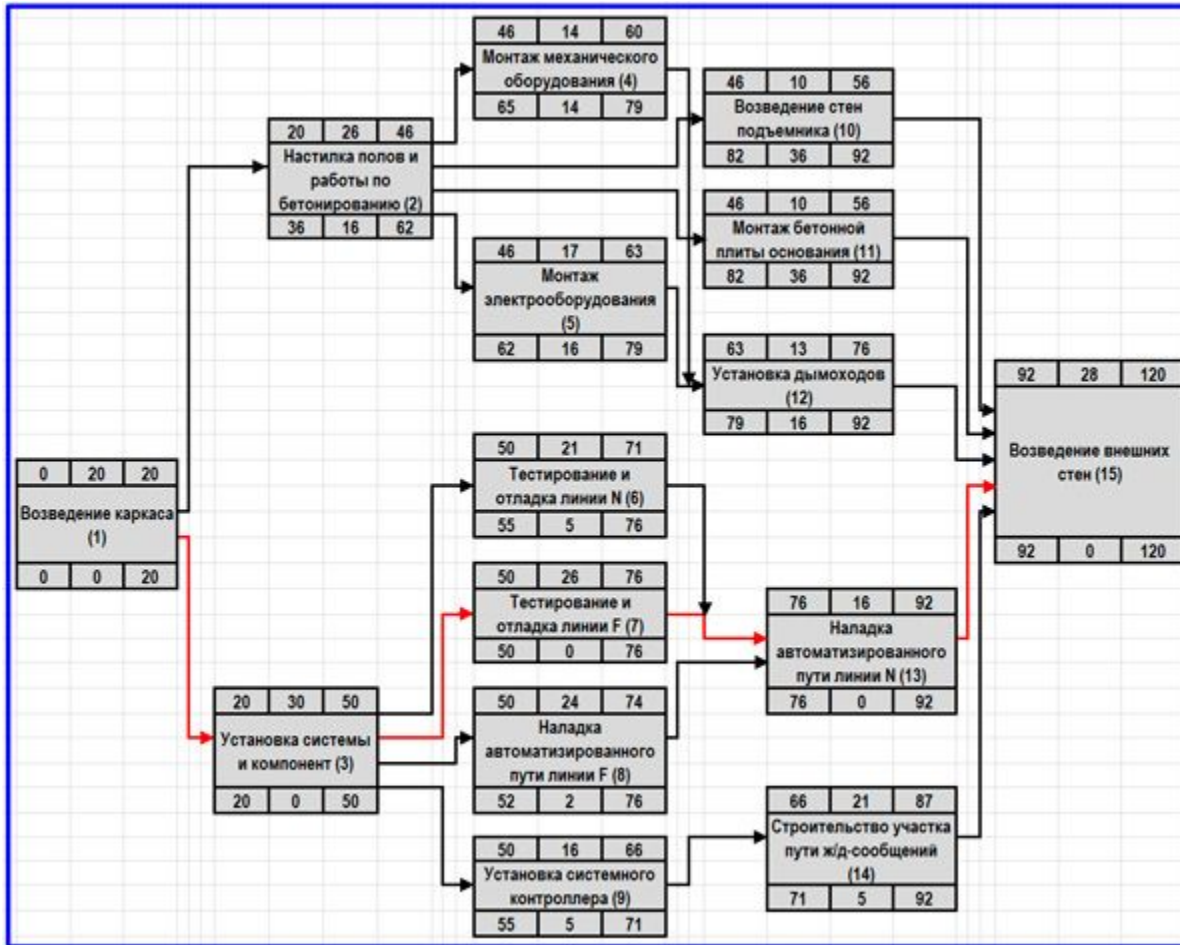 46 14 60
Монтаж механического
оборудования (4)
65 14 79
46 10 56
Возведение стен
подъемника (10)
82 36 92
20 26 46
Настилка полов и
работы по
бетонированию (2)
36 16 62
46 10 56
Монтаж бетонной
плиты основания (11)
82 36 92
46 17 63
Монтаж
электрооборудования
(5)
62 16 79
63 13 76
Установка дымоходов
(12)
79 16 92
92 28 120
Возведение внешних
стен (15)
92 0 120
0 20 20
Возведение каркаса
(1)
0 0 20
50 21 71
Тестирование и
отладка линии N (6)
55 5 76
50 26 76
Тестирование и
отладка линии F (7)
50 0 76
76 16 92
Наладка
автоматизированного
пути линии N (13)
76 0 92
20 30 50
Установка системы
и компонент (3)
20 0 50
50 24 74
Наладка
автоматизированного
пути линии F (8)
52 2 76
66 21 87
Строительство участка
пути ж/д-сообщений
(14)
71 5 92
50 16 66
Установка системного
контроллера (9)
55 5 71